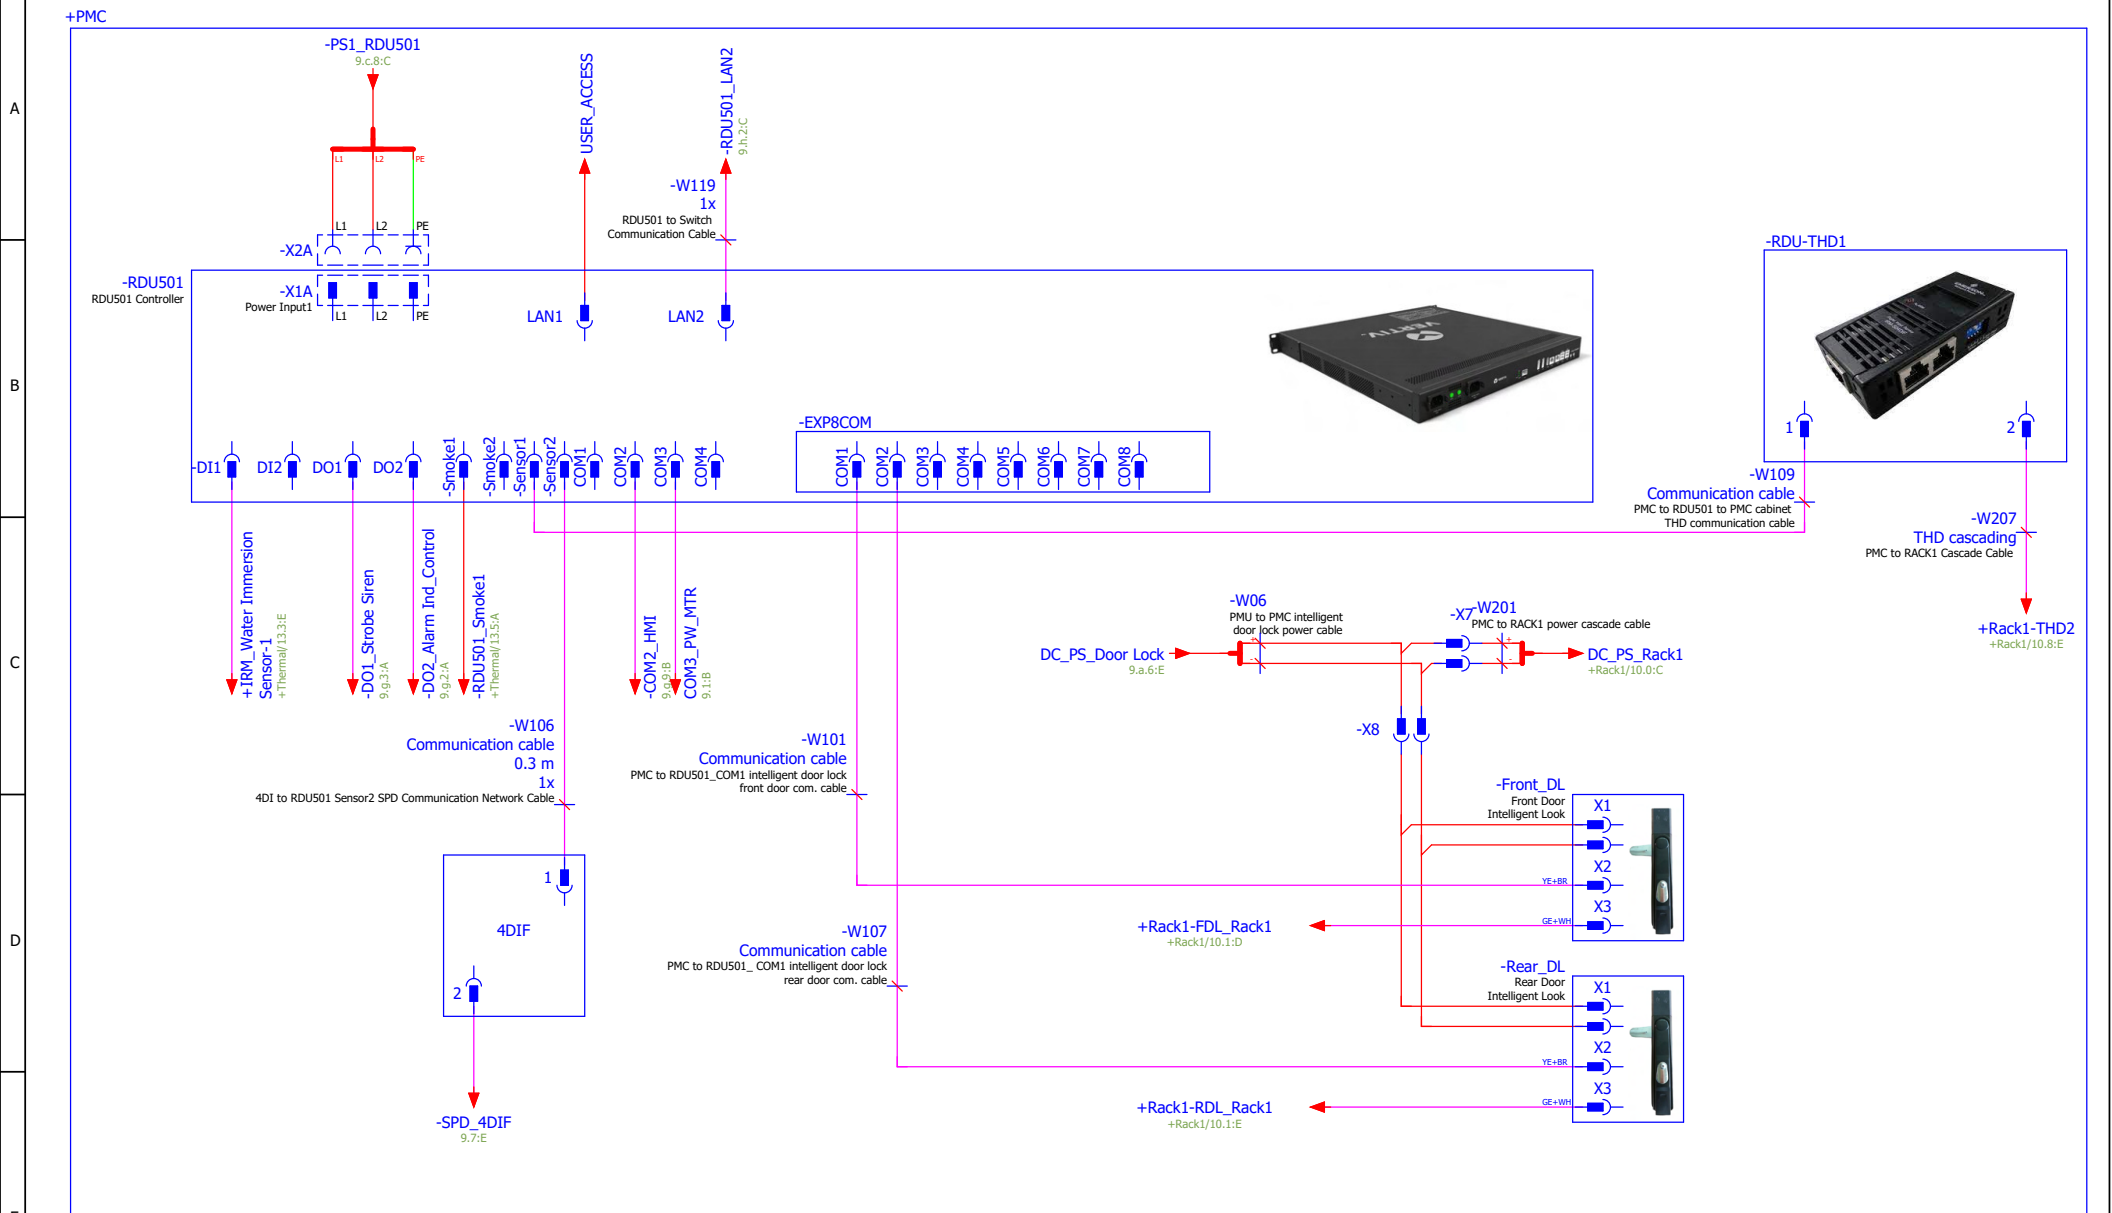 +PMC
-PS1_RDU501
9.c.8:C
USER_ACCESS
-RDU501_LAN2
9.h.2:C
A
L1
L2
PE
-W119
1x
RDU501 to Switch
Communication Cable
L1
L2
PE
-X2A
-RDU-THD1
-RDU501
RDU501 Controller
-X1A
Power Input1
L1
L2
PE
LAN1
LAN2
VERTIV
B
1
2
-EXP8COM
-DI1
DI2
DO1
DO2
-Smoke1
-Smoke2
-Sensor1
-Sensor2
COM1
COM2
COM3
COM4
COM1
COM2
COM3
COM4
COM5
COM6
COM7
COM8
-W109
Communication cable
PMC to RDU501 to PMC cabinet
THD communication cable
-W207
THD cascading
PMC to RACK1 Cascade Cable
+IRM_Water Immersion
Sensor-1
+Thermal/13.3:E
-DO1_Strobe Siren
9.g.3:A
-DO2_Alarm Ind_Control
9.g.2:A
-RDU501_Smoke1
+Thermal/13.5:A
-COM2_HMI
9.g.9:B
COM3_PW_MTR
9.1:B
-W06
PMU to PMC intelligent
door lock power cable
-X7
-W201
PMC to RACK1 power cascade cable
+Rack1-THD2
+Rack1/10.8:E
C
DC_PS_Door Lock
9.a.6:E
+
-
+
-
DC_PS_Rack1
+Rack1/10.0:C
-W106
Communication cable
0.3 m
1x
4DI to RDU501 Sensor2 SPD Communication Network Cable
-X8
-W101
Communication cable
PMC to RDU501_COM1 intelligent door lock
front door com. cable
-Front_DL
Front Door
Intelligent Look
X1
X2
YE+BR
X3
GE+WH
1
4DIF
2
D
+Rack1-FDL_Rack1
+Rack1/10.1:D
-W107
Communication cable
PMC to RDU501_ COM1 intelligent door lock
rear door com. cable
-Rear_DL
Rear Door
Intelligent Look
X1
X2
YE+BR
X3
GE+WH
+Rack1-RDL_Rack1
+Rack1/10.1:E
-SPD_4DIF
9.7:E